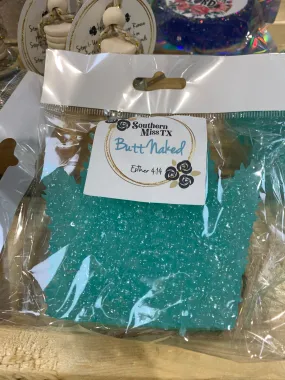 Southern
Miss TX
Butt Naked
Esther 4:14